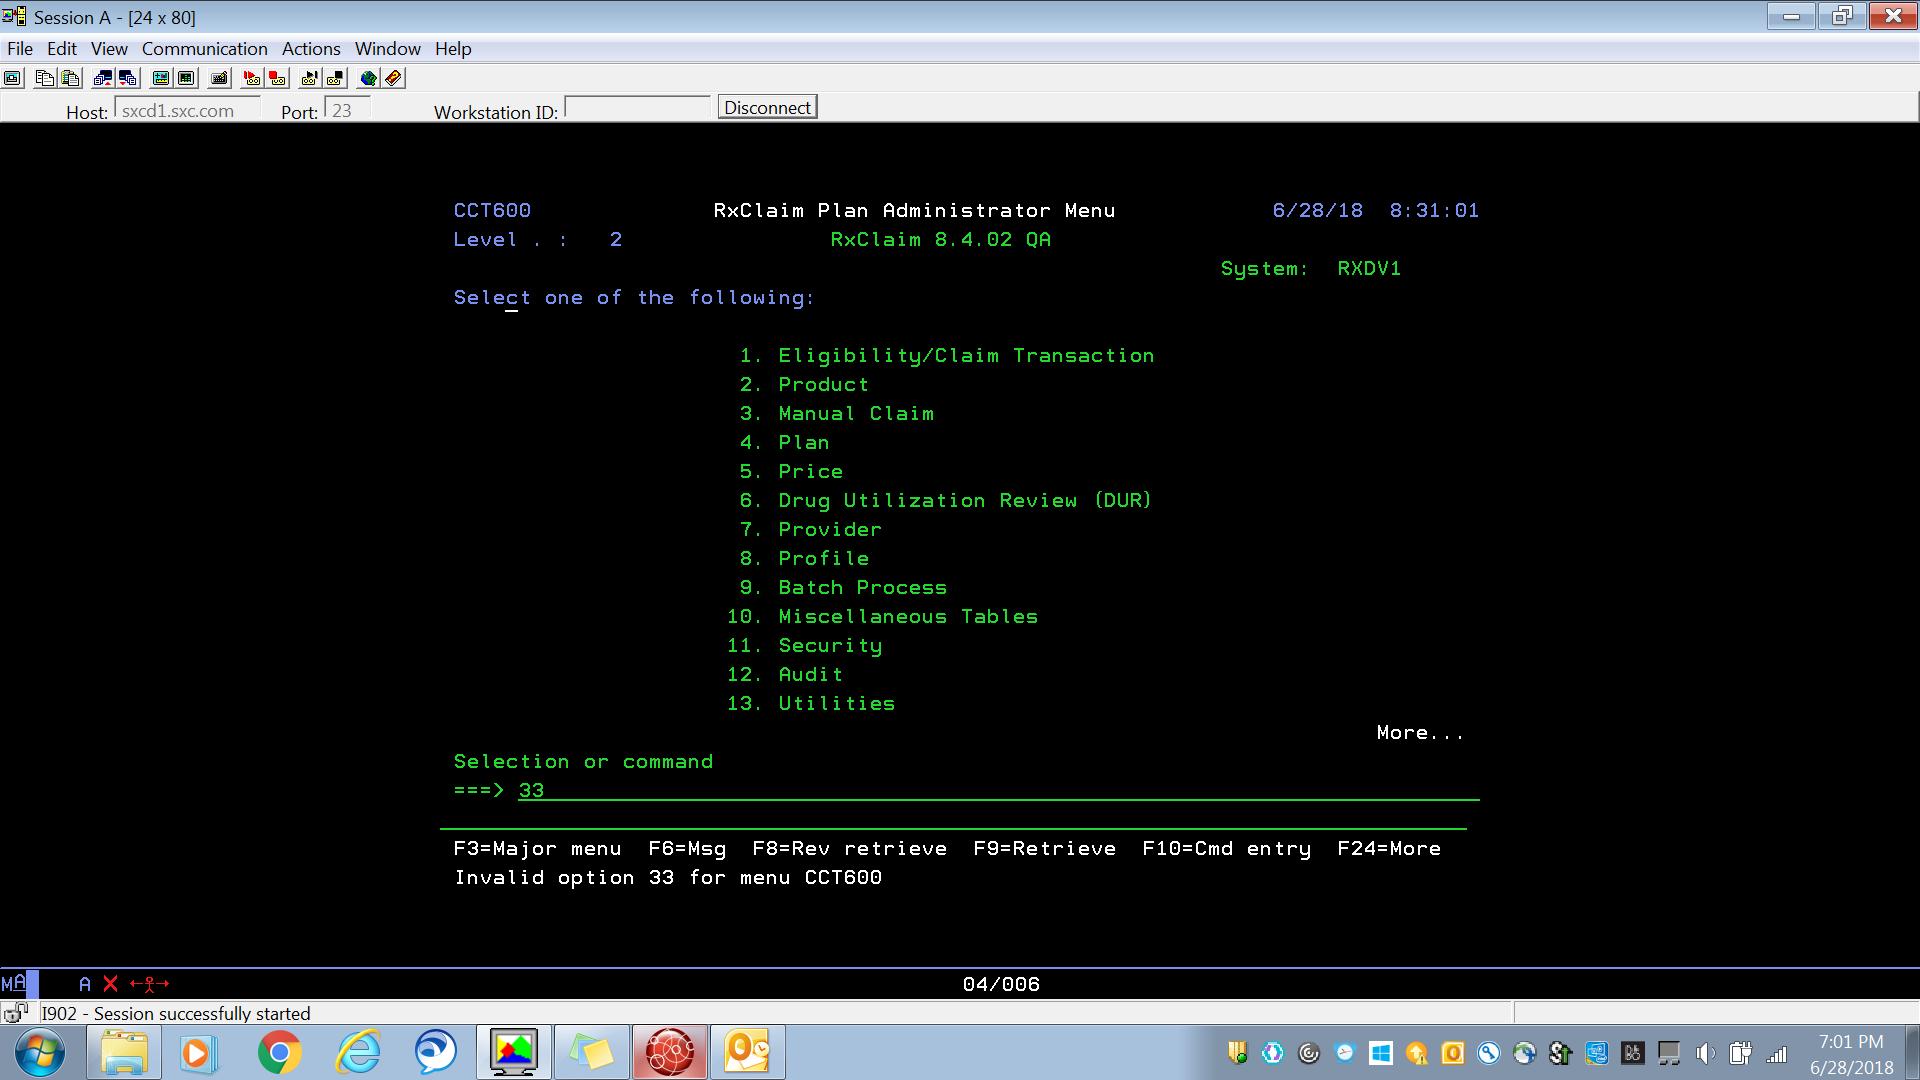 Session A - [24 x 80]
File Edit View Communication Actions Window Help
Host: sxcd1.sxc.com Port: 23 Workstation ID: Disconnect
CCT600 RxClaim Plan Administrator Menu 6/28/18 8:31:01
Level . : 2 RxClaim 8.4.02 QA
System: RXDV1
Select one of the following:
1. Eligibility/Claim Transaction
2. Product
3. Manual Claim
4. Plan
5. Price
6. Drug Utilization Review (DUR)
7. Provider
8. Profile
9. Batch Process
10. Miscellaneous Tables
11. Security
12. Audit
13. Utilities
More...
Selection or command
===> 33
F3=Major menu F6=Msg F8=Rev retrieve F9=Retrieve F10=Cmd entry F24=More
Invalid option 33 for menu CCT600
MA A X 04/006
I902 - Session successfully started
7:01 PM
6/28/2018